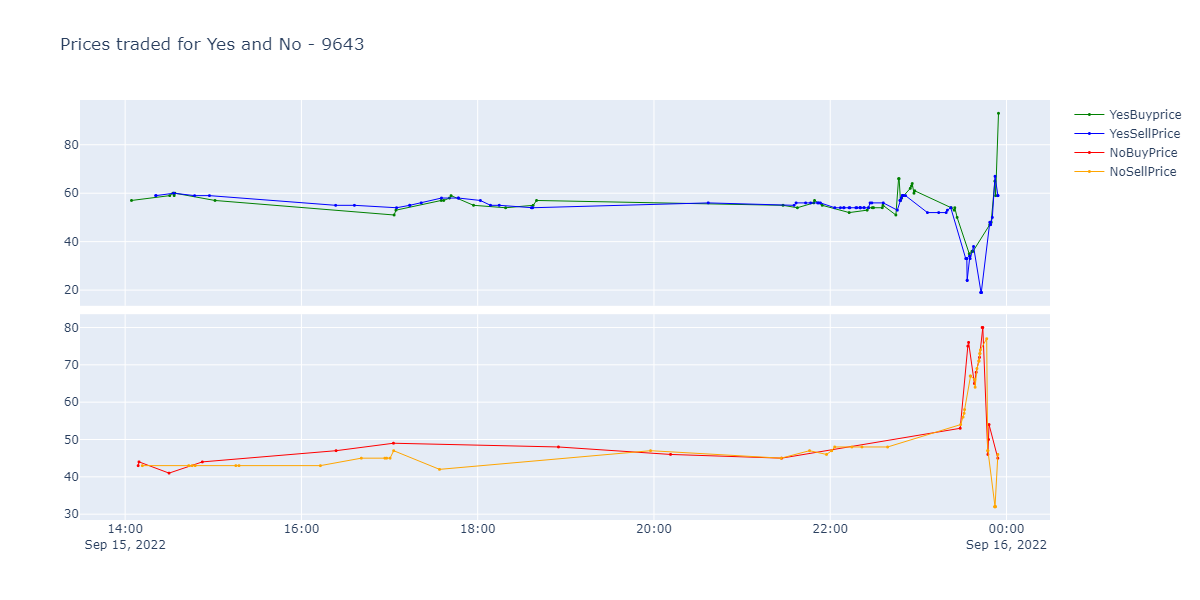 Prices traded for Yes and No - 9643
YesBuyprice
YesSellPrice
NoBuyPrice
NoSellPrice
80
60
40
20
80
70
60
50
40
30
14:00 16:00 18:00 20:00 22:00 00:00
Sep 15, 2022 Sep 16, 2022